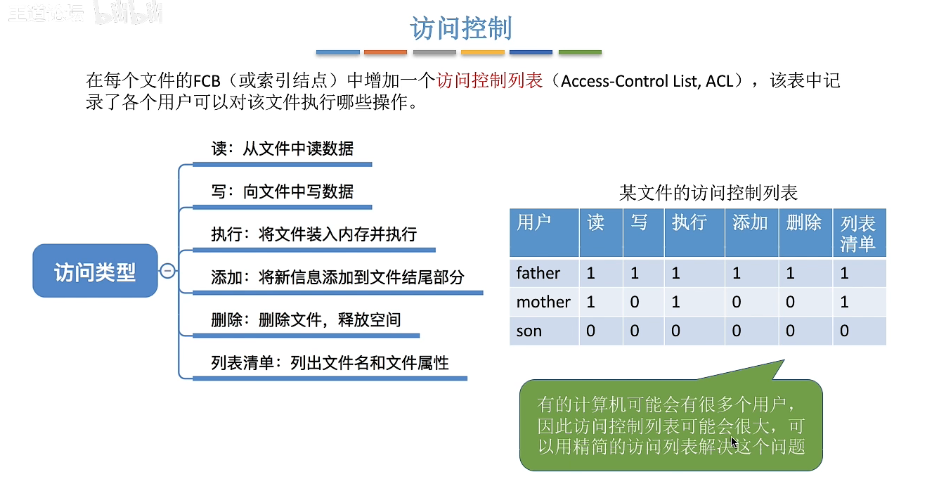 bilibili
访问控制
在每个文件的FCB（或索引结点）中增加一个访问控制列表（Access-Control List, ACL），该表中记
录了各个用户可以对该文件执行哪些操作。
访问类型
读：从文件中读数据
写：向文件中写数据
执行：将文件装入内存并执行
添加：将新信息添加到文件结尾部分
删除：删除文件，释放空间
列表清单：列出文件名和文件属性
某文件的访问控制列表
用户 读 写 执行 添加 删除 列表
清单
father 1 1 1 1 1 1
mother 1 0 1 0 0 1
son 0 0 0 0 0 0
有的计算机可能会有很多个用户，
因此访问控制列表可能会很大，可
以用精简的访问列表解决这个问题